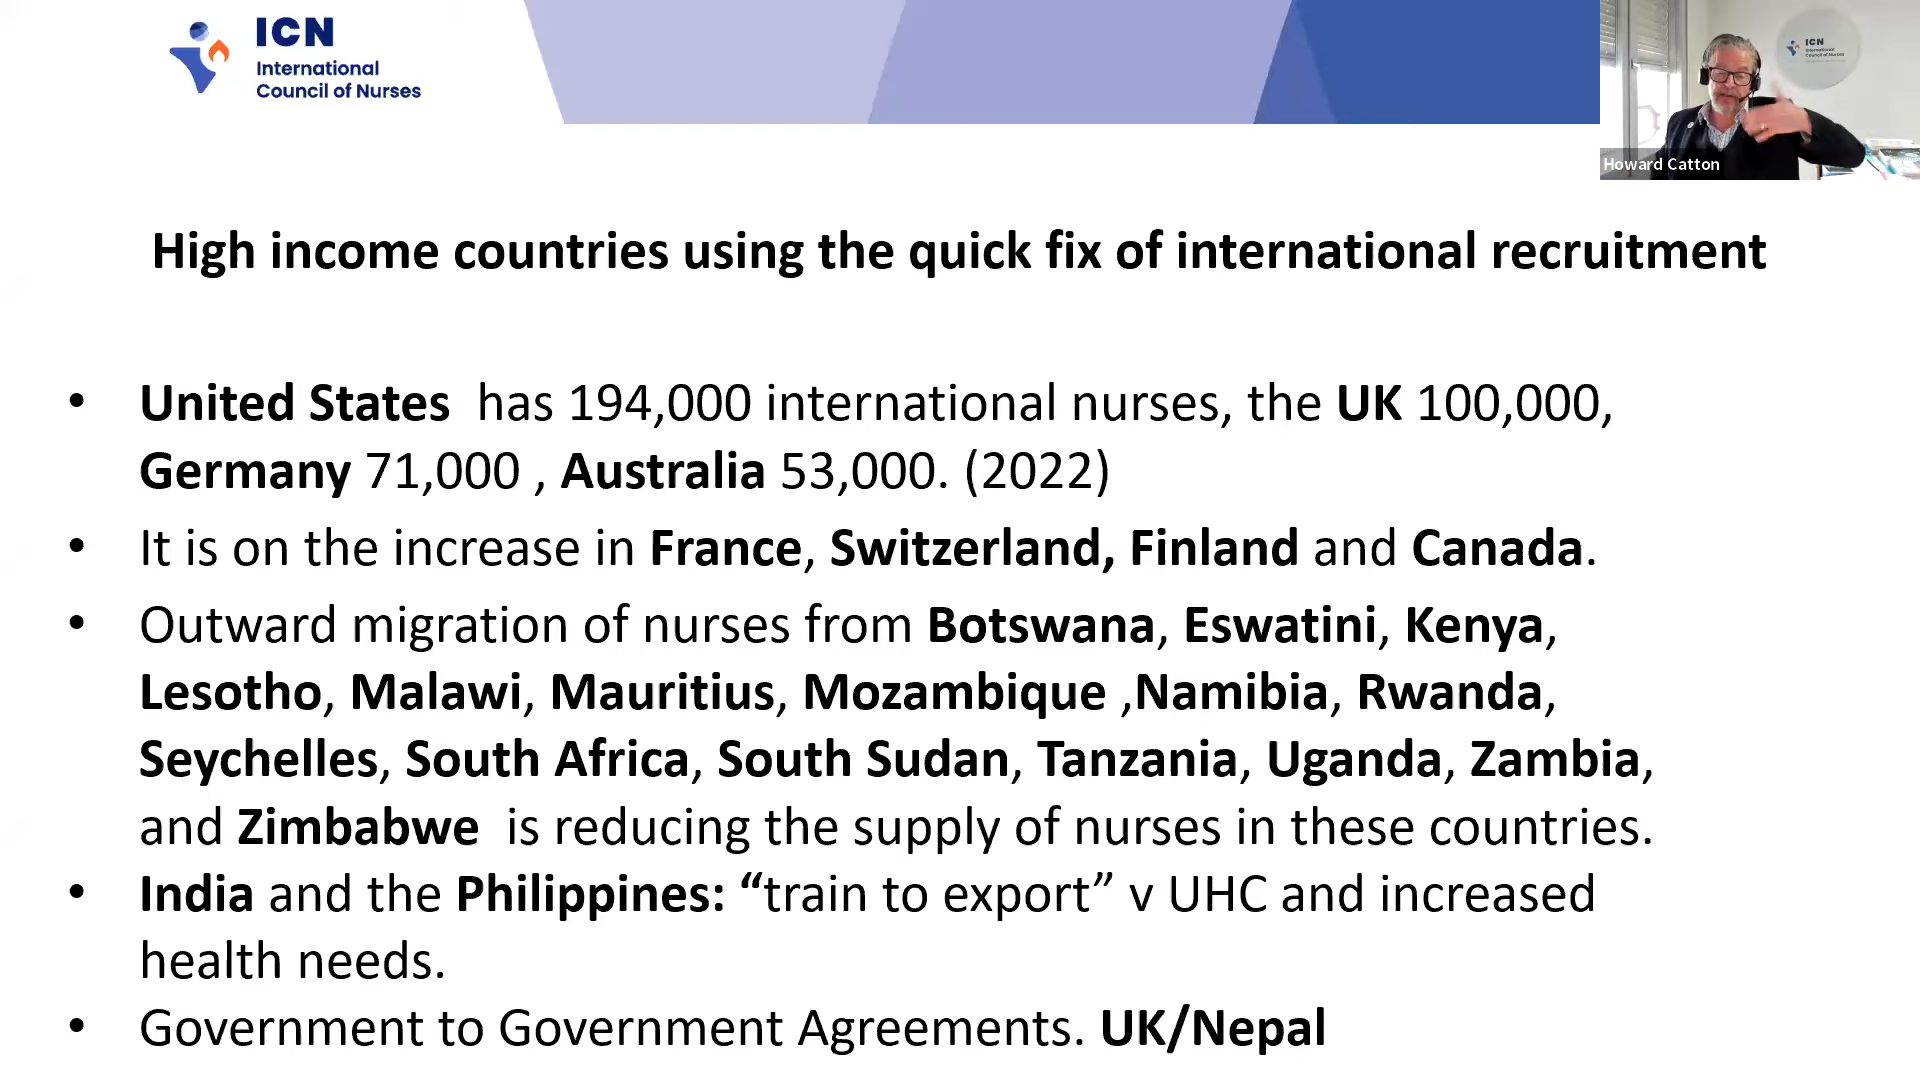 ICN
International
Council of Nurses
ICN
International
Council of Nurses
Howard Catton
High income countries using the quick fix of international recruitment
• United States  has 194,000 international nurses, the UK 100,000,
Germany 71,000 , Australia 53,000. (2022)
• It is on the increase in France, Switzerland, Finland and Canada.
• Outward migration of nurses from Botswana, Eswatini, Kenya,
Lesotho, Malawi, Mauritius, Mozambique ,Namibia, Rwanda,
Seychelles, South Africa, South Sudan, Tanzania, Uganda, Zambia,
and Zimbabwe  is reducing the supply of nurses in these countries.
• India and the Philippines: “train to export” v UHC and increased
health needs.
• Government to Government Agreements. UK/Nepal